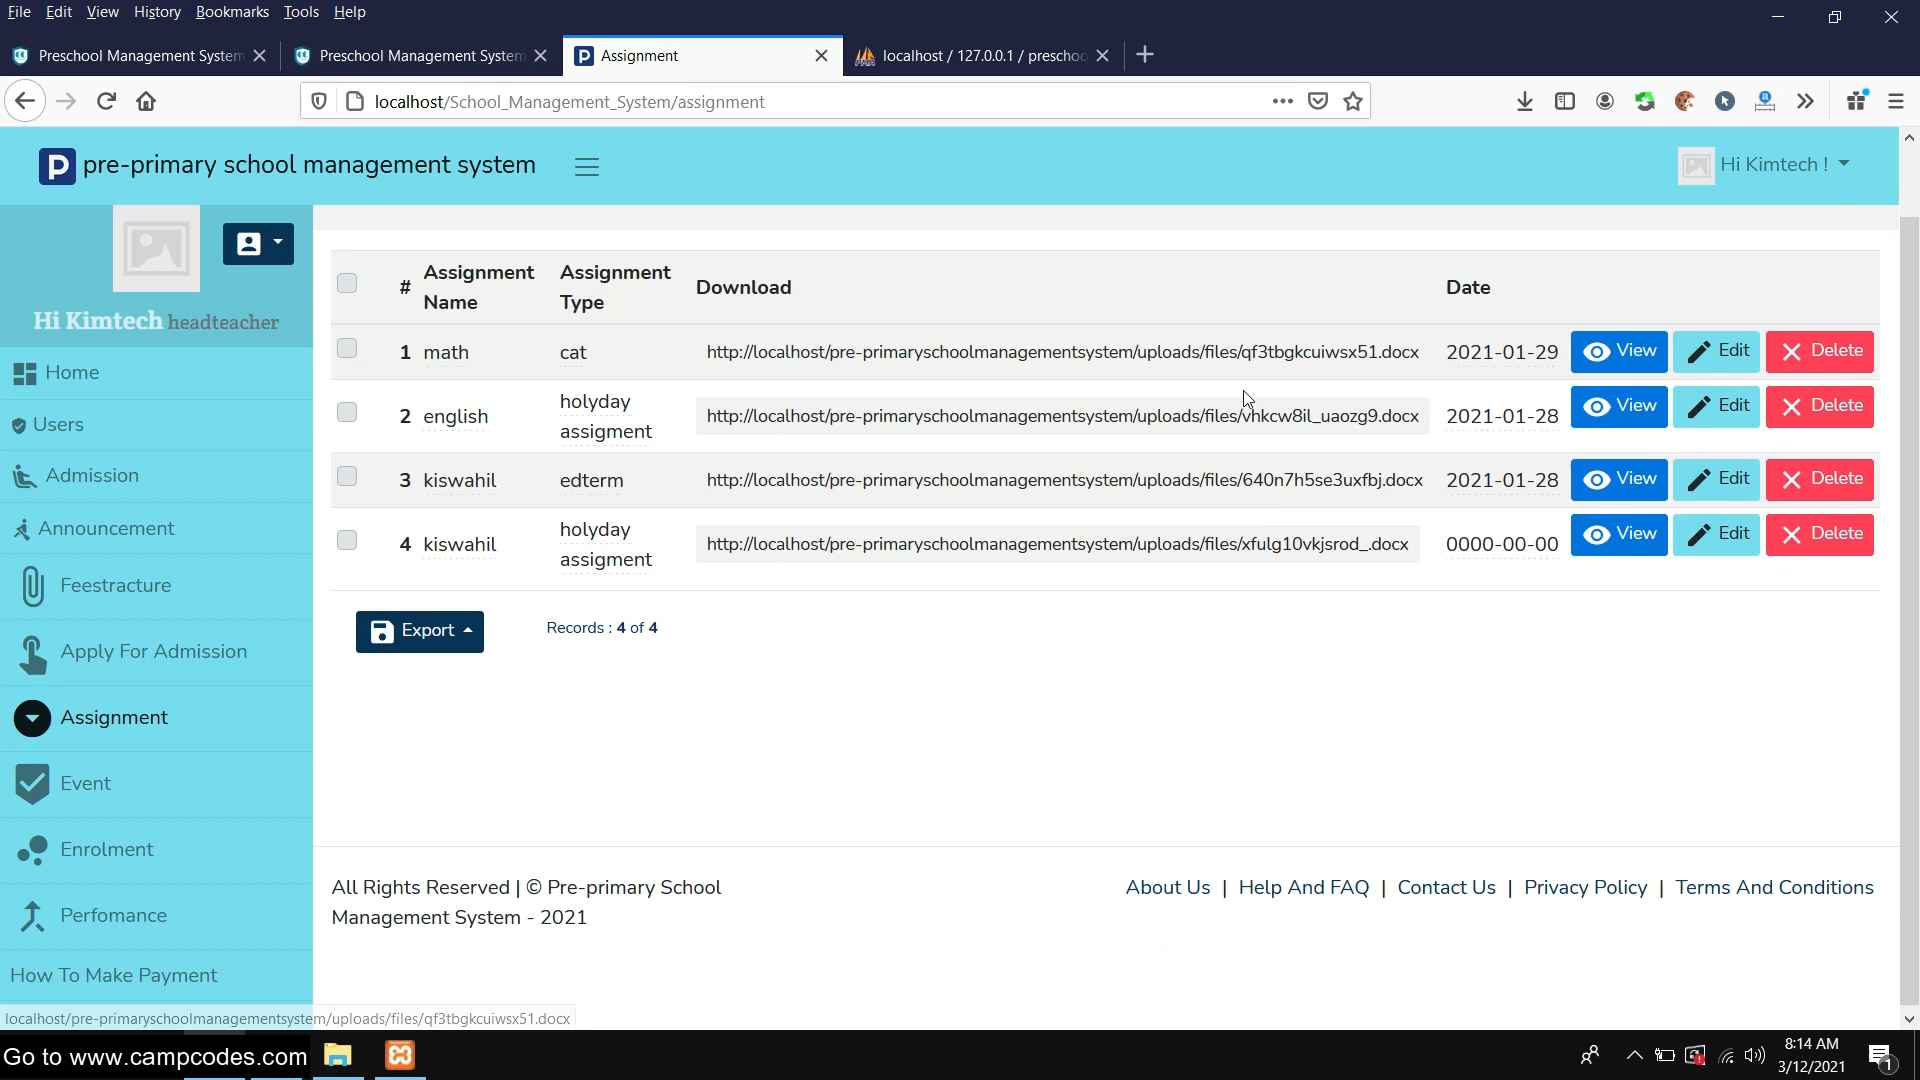 File Edit View History Bookmarks Tools Help
Preschool Management System
Preschool Management System
Assignment
localhost / 127.0.0.1 / preschoo
localhost/School_Management_System/assignment
P pre-primary school management system
Hi Kimtech !
Hi Kimtech headteacher
Home
Users
Admission
Announcement
Feestracture
Apply For Admission
Assignment
Event
Enrolment
Perfomance
How To Make Payment
# Assignment Name Assignment Type Download Date
1 math cat http://localhost/pre-primaryschoolmanagementsystem/uploads/files/qf3tbgkcuiwsx51.docx 2021-01-29 View Edit Delete
2 english holyday assigment http://localhost/pre-primaryschoolmanagementsystem/uploads/files/vhkcw8il_uaozg9.docx 2021-01-28 View Edit Delete
3 kiswahil edterm http://localhost/pre-primaryschoolmanagementsystem/uploads/files/640n7h5se3uxfbj.docx 2021-01-28 View Edit Delete
4 kiswahil holyday assigment http://localhost/pre-primaryschoolmanagementsystem/uploads/files/xfulg10vkjsrod_.docx 0000-00-00 View Edit Delete
Export Records : 4 of 4
All Rights Reserved | © Pre-primary School
Management System - 2021
About Us | Help And FAQ | Contact Us | Privacy Policy | Terms And Conditions
localhost/pre-primaryschoolmanagementsystem/uploads/files/qf3tbgkcuiwsx51.docx
Go to www.campcodes.com
8:14 AM
3/12/2021
1